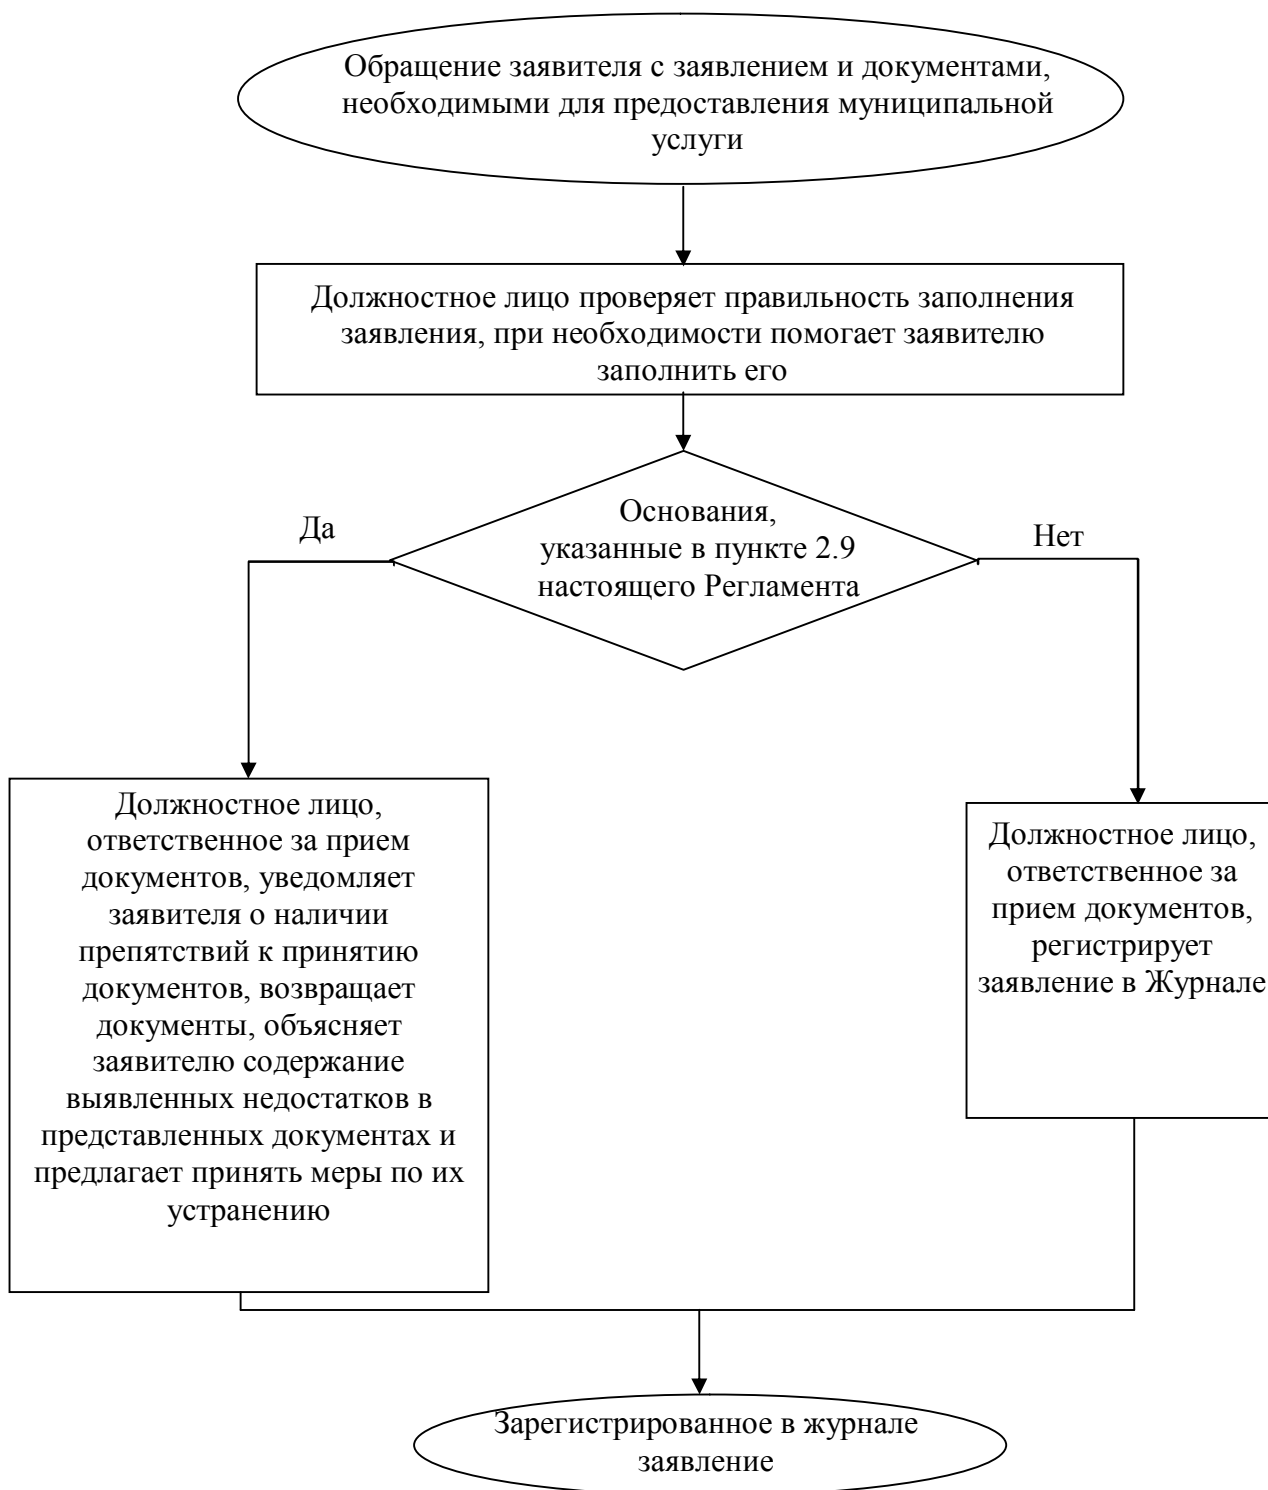 Обращение заявителя с заявлением и документами,
необходимыми для предоставления муниципальной
услуги
Должностное лицо проверяет правильность заполнения
заявления, при необходимости помогает заявителю
заполнить его
Основания,
указанные в пункте 2.9
настоящего Регламента
Да
Нет
Должностное лицо,
ответственное за прием
документов, уведомляет
заявителя о наличии
препятствий к принятию
документов, возвращает
документы, объясняет
заявителю содержание
выявленных недостатков в
представленных документах и
предлагает принять меры по их
устранению
Должностное лицо,
ответственное за
прием документов,
регистрирует
заявление в Журнале
Зарегистрированное в журнале
заявление